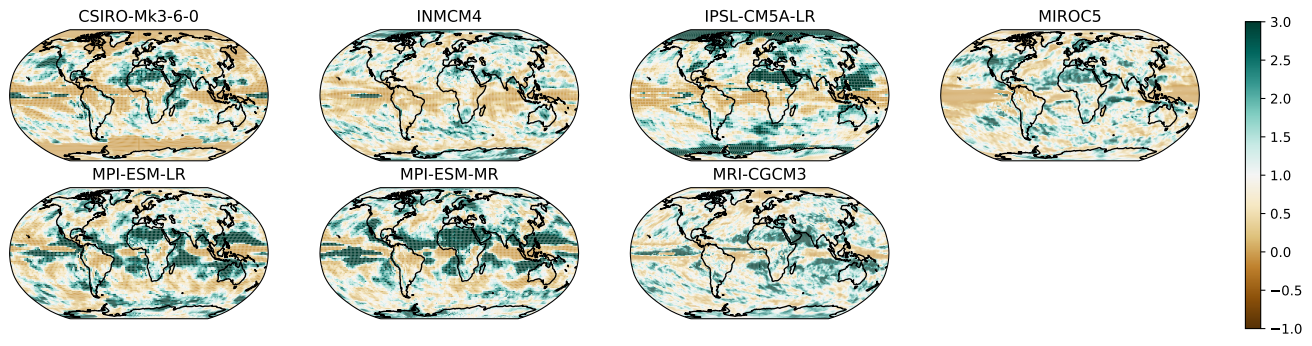 CSIRO-Mk3-6-0
INMCM4
IPSL-CM5A-LR
MIROC5
MPI-ESM-LR
MPI-ESM-MR
MRI-CGCM3
3.0
2.5
2.0
1.5
1.0
0.5
0.0
−0.5
−1.0